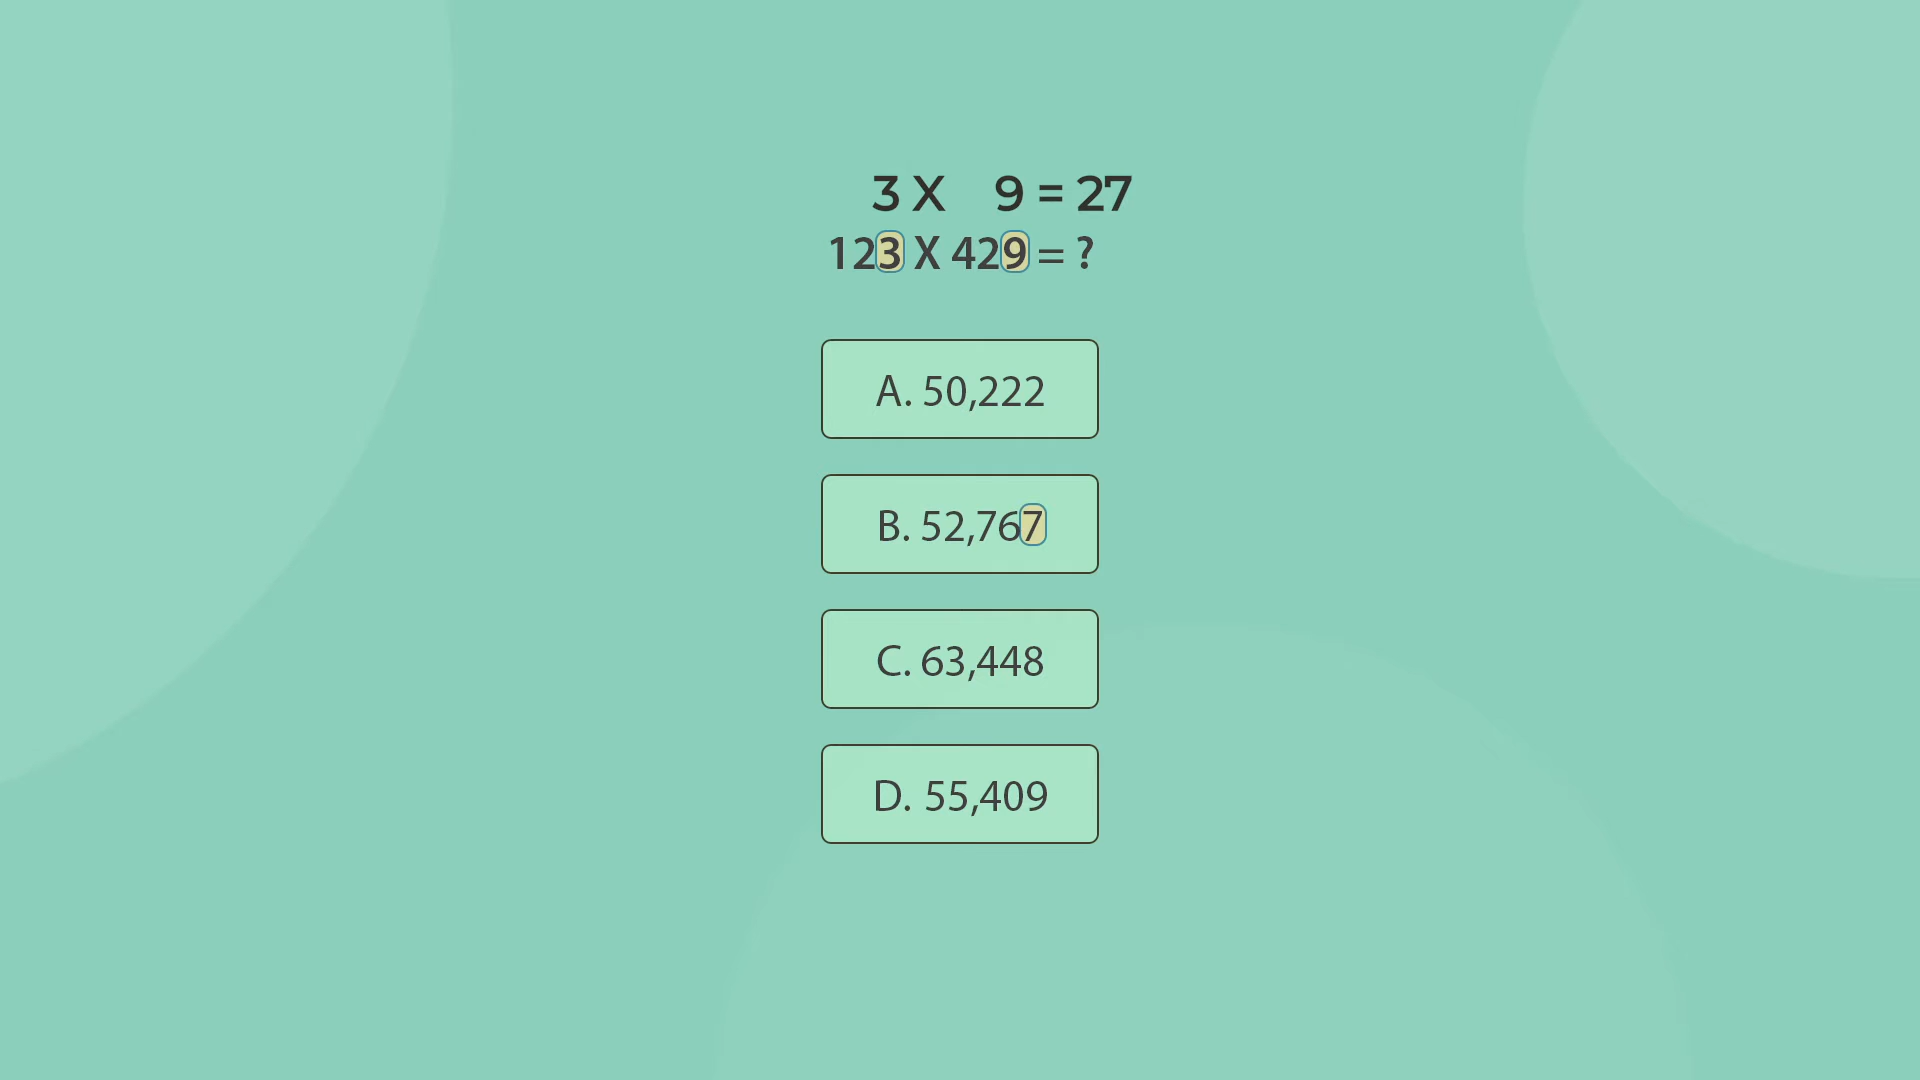 3 X 9 = 27
123 X 429 = ?
A. 50,222
B. 52,767
C. 63,448
D. 55,409